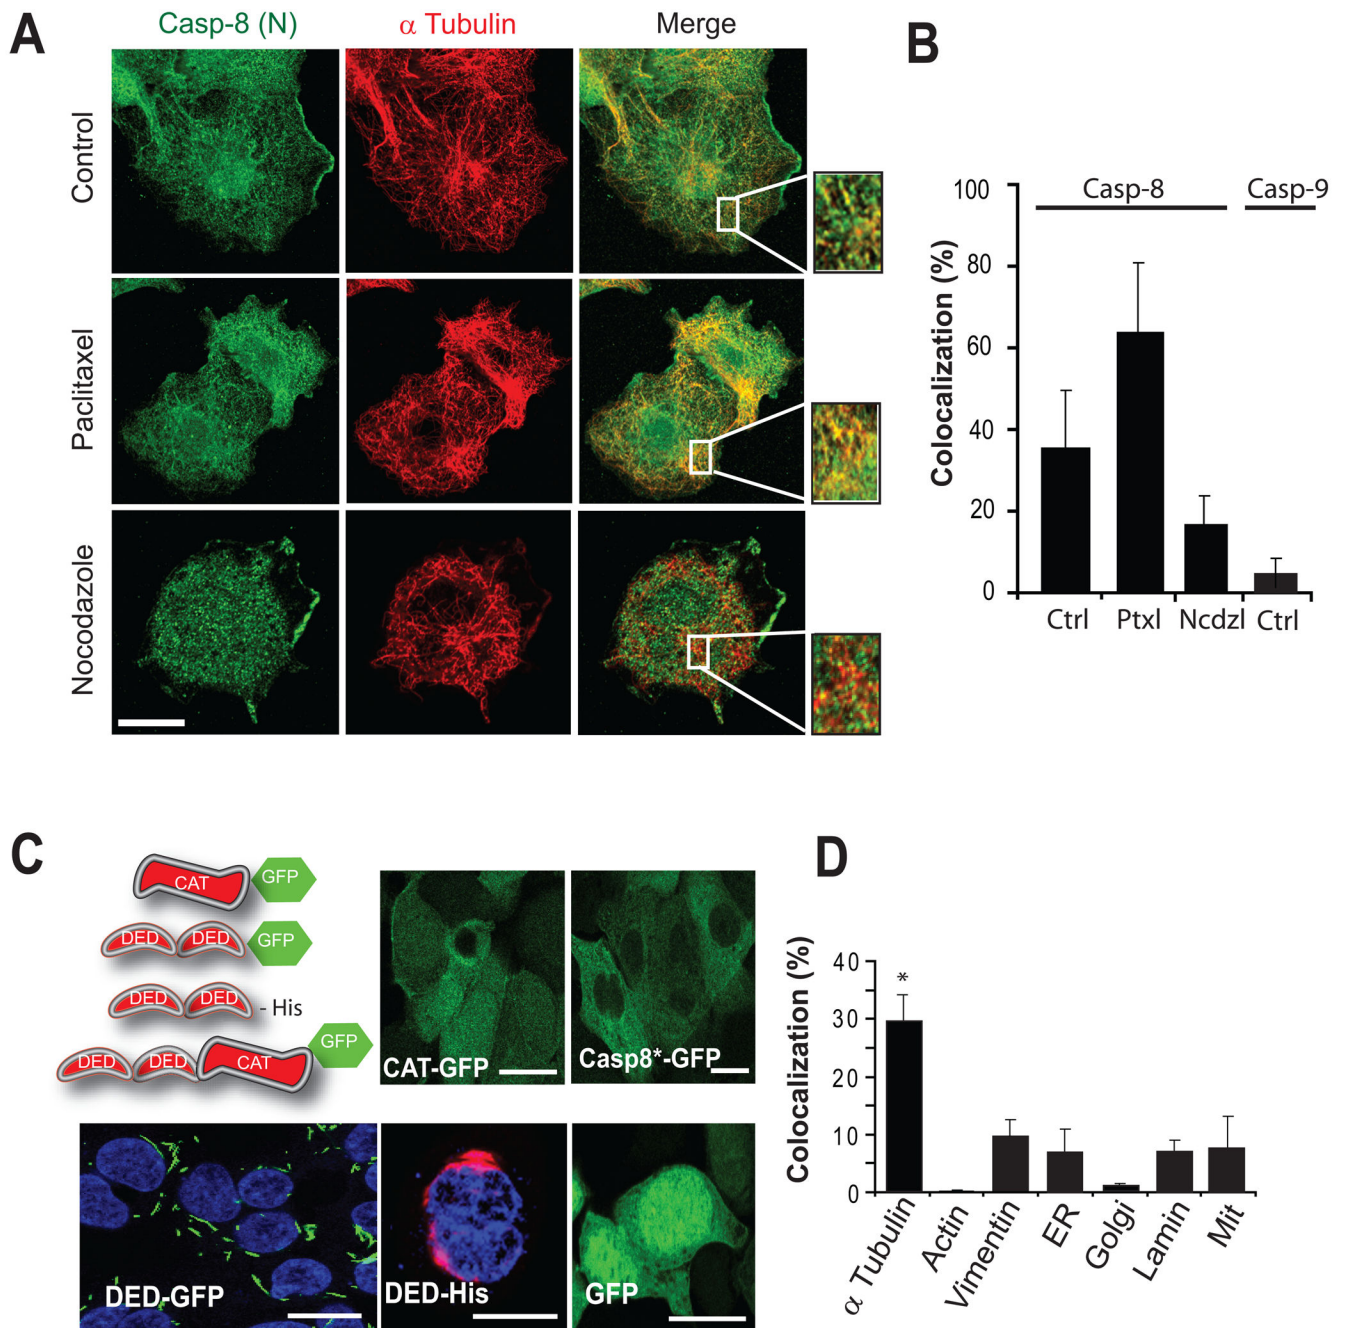 A
Casp-8 (N)
α Tubulin
Merge
Control
Paclitaxel
Nocodazole
B
Colocalization (%)
100
80
60
40
20
0
Casp-8
Casp-9
Ctrl
Ptxl
Ncdzl
Ctrl
C
CAT
GFP
DED
DED
GFP
DED
DED
- His
DED
DED
CAT
GFP
CAT-GFP
Casp8*-GFP
DED-GFP
DED-His
GFP
D
Colocalization (%)
40
30
20
10
0
*
α Tubulin
Actin
Vimentin
ER
Golgi
Lamin
Mit